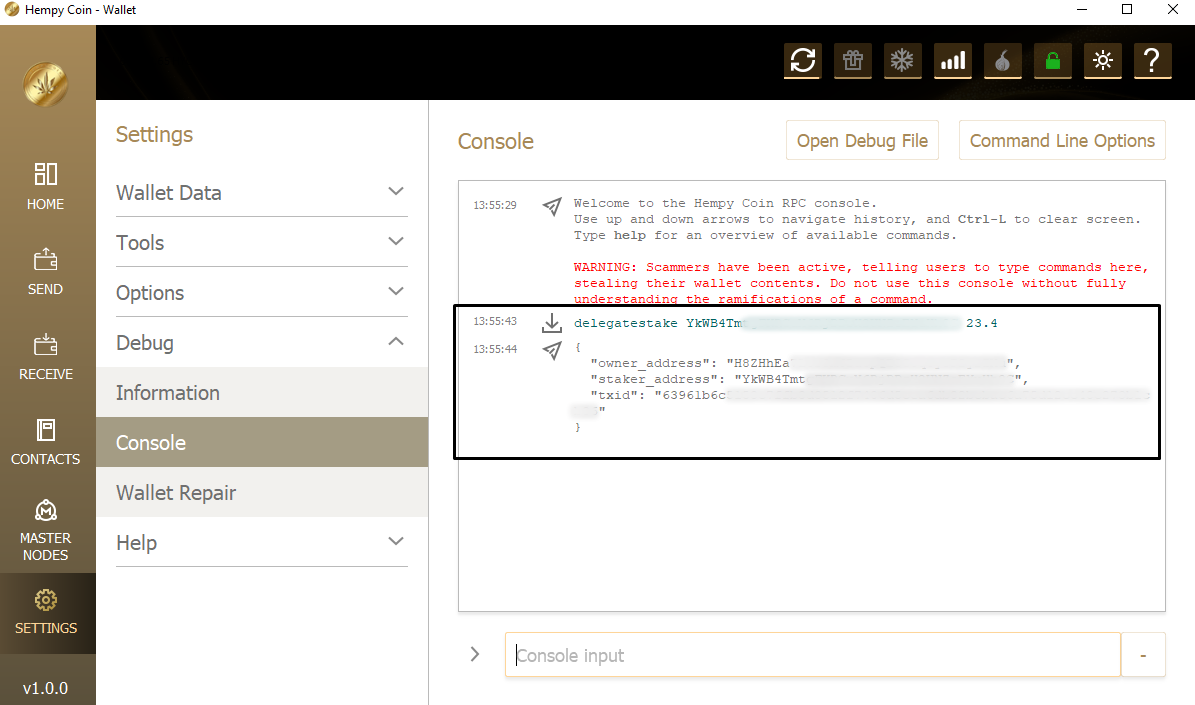 Hempy Coin - Wallet
HOME
SEND
RECEIVE
CONTACTS
MASTER
NODES
SETTINGS
v1.0.0
Settings
Wallet Data
Tools
Options
Debug
Information
Console
Wallet Repair
Help
Console
Open Debug File
Command Line Options
13:55:29
Welcome to the Hempy Coin RPC console.
Use up and down arrows to navigate history, and Ctrl-L to clear screen.
Type help for an overview of available commands.
WARNING: Scammers have been active, telling users to type commands here,
stealing their wallet contents. Do not use this console without fully
understanding the ramifications of a command.
13:55:43
delegatestake YkWB4Tm 23.4
13:55:44
{
"owner_address": "H8ZHhEa ",
"staker_address": "YkWB4Tmt ",
"txid": "63961b6c
"
}
Console input
-